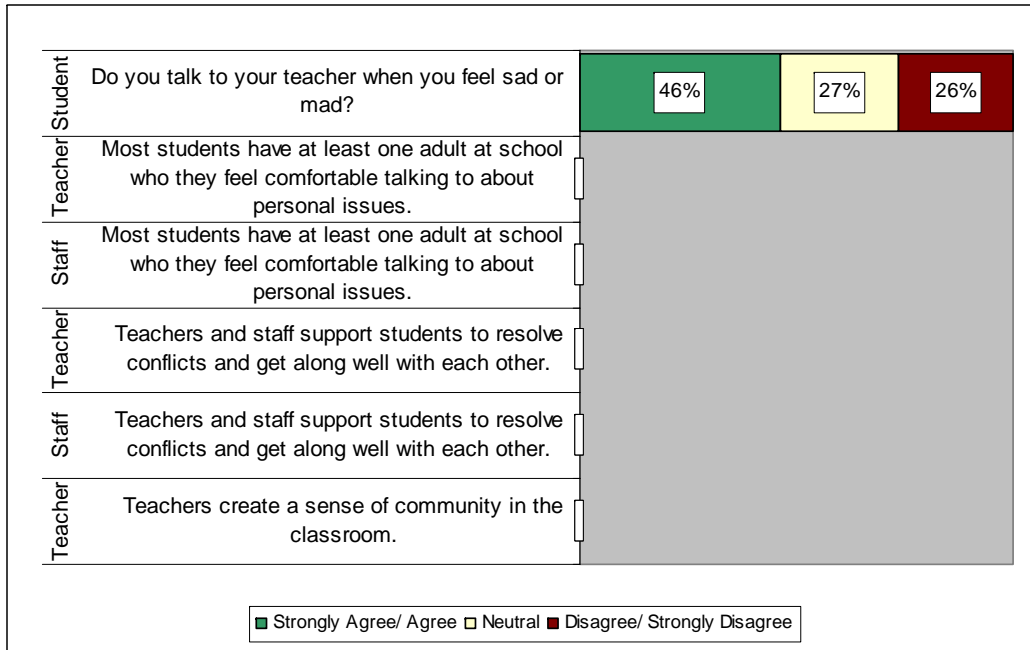 Student
Do you talk to your teacher when you feel sad or
mad?
46%
27%
26%
Teacher
Most students have at least one adult at school
who they feel comfortable talking to about
personal issues.
Staff
Most students have at least one adult at school
who they feel comfortable talking to about
personal issues.
Teacher
Teachers and staff support students to resolve
conflicts and get along well with each other.
Staff
Teachers and staff support students to resolve
conflicts and get along well with each other.
Teacher
Teachers create a sense of community in the
classroom.
Strongly Agree/ Agree Neutral Disagree/ Strongly Disagree